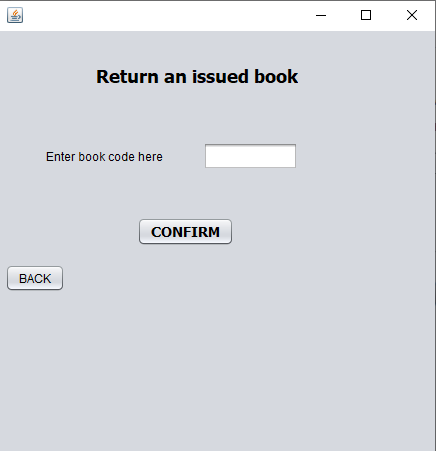 Return an issued book
Enter book code here
CONFIRM
BACK